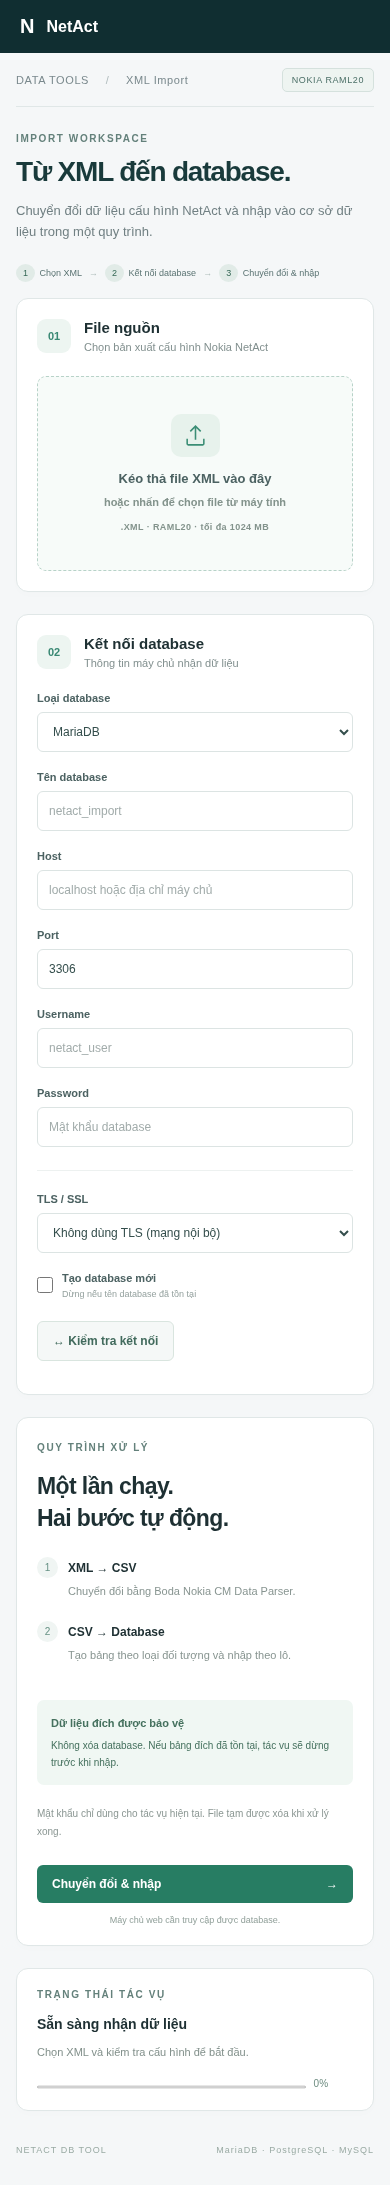 N NetAct
DATA TOOLS / XML Import NOKIA RAML20
IMPORT WORKSPACE
Từ XML đến database.
Chuyển đổi dữ liệu cấu hình NetAct và nhập vào cơ sở dữ
liệu trong một quy trình.
1 Chọn XML → 2 Kết nối database → 3 Chuyển đổi & nhập
01 File nguồn
Chọn bản xuất cấu hình Nokia NetAct
Kéo thả file XML vào đây
hoặc nhấn để chọn file từ máy tính
.XML · RAML20 · tối đa 1024 MB
02 Kết nối database
Thông tin máy chủ nhận dữ liệu
Loại database
MariaDB
Tên database
netact_import
Host
localhost hoặc địa chỉ máy chủ
Port
3306
Username
netact_user
Password
Mật khẩu database
TLS / SSL
Không dùng TLS (mạng nội bộ)
Tạo database mới
Dừng nếu tên database đã tồn tại
↔ Kiểm tra kết nối
QUY TRÌNH XỬ LÝ
Một lần chạy.
Hai bước tự động.
1 XML → CSV
Chuyển đổi bằng Boda Nokia CM Data Parser.
2 CSV → Database
Tạo bảng theo loại đối tượng và nhập theo lô.
Dữ liệu đích được bảo vệ
Không xóa database. Nếu bảng đích đã tồn tại, tác vụ sẽ dừng
trước khi nhập.
Mật khẩu chỉ dùng cho tác vụ hiện tại. File tạm được xóa khi xử lý
xong.
Chuyển đổi & nhập →
Máy chủ web cần truy cập được database.
TRẠNG THÁI TÁC VỤ
Sẵn sàng nhận dữ liệu
Chọn XML và kiểm tra cấu hình để bắt đầu.
0%
NETACT DB TOOL MariaDB · PostgreSQL · MySQL